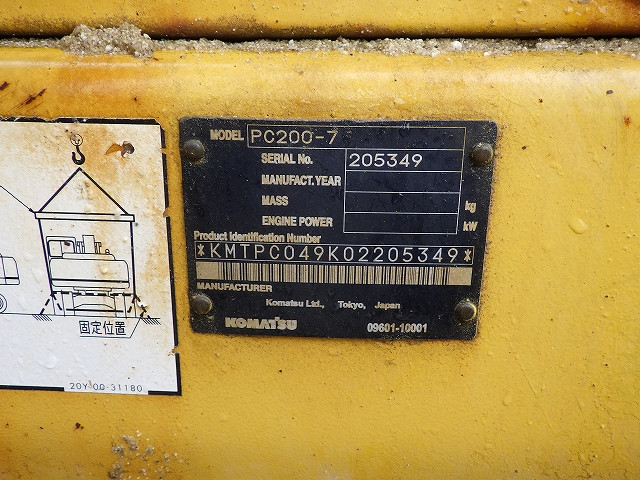 MODEL PC200-7
SERIAL No. 205349
MANUFACT. YEAR
MASS kg
ENGINE POWER kW
Product Identification Number
*KMTPC049K02205349*
MANUFACTURER
Komatsu Ltd., Tokyo, Japan
KOMATSU 09601-10001
固定位置
20Y-00-31180